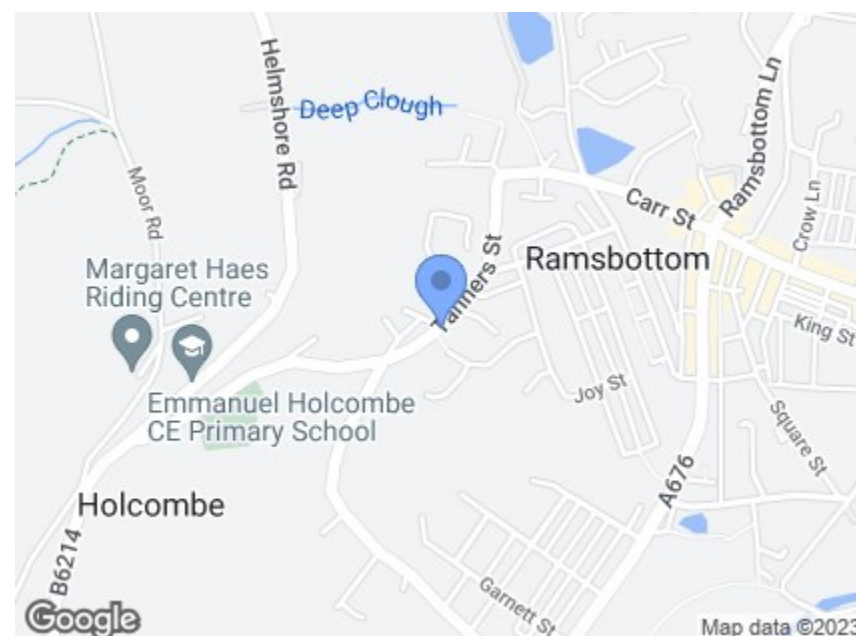 Helmshore Rd
Deep Clough
Ramsbottom Ln
Moor Rd
Carr St
Crow Ln
Tanners St
Ramsbottom
Margaret Haes
Riding Centre
King St
Emmanuel Holcombe
CE Primary School
Joy St
Square St
A676
Holcombe
B6214
Garnett St
Google
Map data ©2023